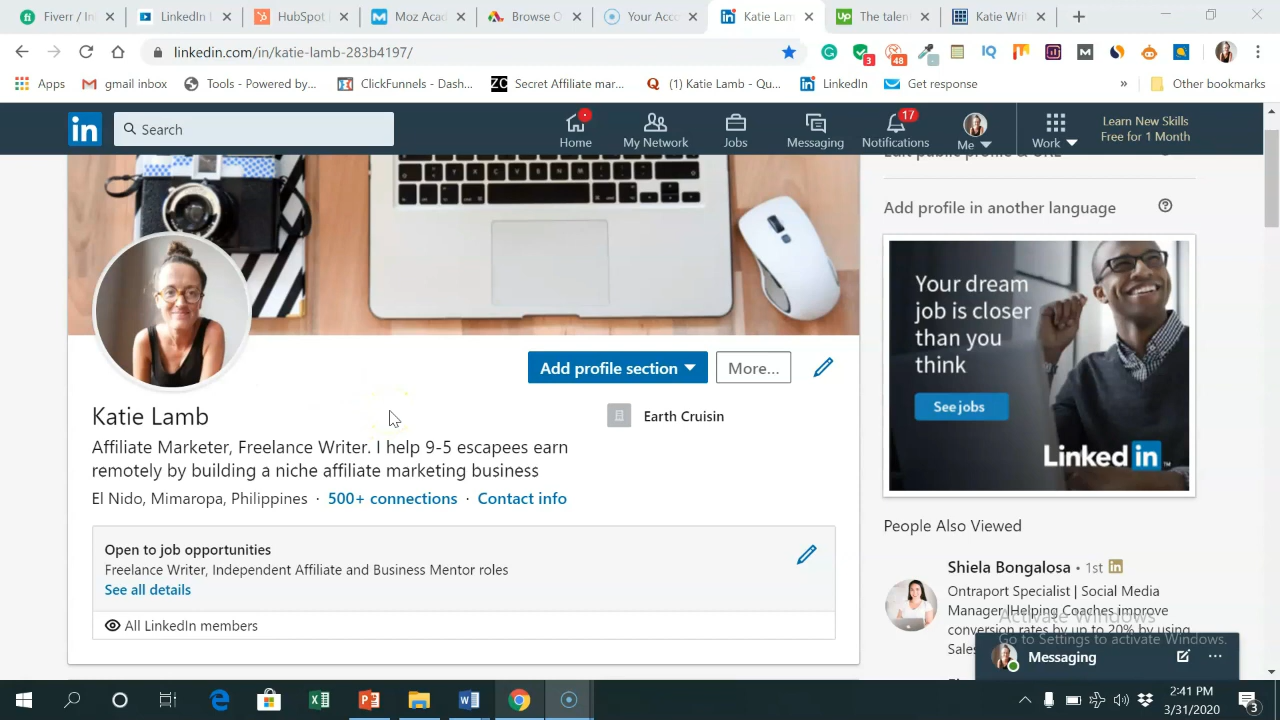 Fiverr / In
LinkedIn
HubSpot
Moz Aca
Browse O
Your Acc
Katie Lam
The talen
Katie Writ
linkedin.com/in/katie-lamb-283b4197/
3
48
Apps
gmail inbox
Tools - Powered by...
ClickFunnels - Dash...
Secret Affiliate mar...
(1) Katie Lamb - Qu...
LinkedIn
Get response
»
Other bookmarks
in
Search
Home
My Network
Jobs
Messaging
17
Notifications
Me
Work
Learn New Skills
Free for 1 Month
Add profile in another language
Your dream
job is closer
than you
think
See jobs
Linked in
Add profile section
More...
Katie Lamb
Earth Cruisin
Affiliate Marketer, Freelance Writer. I help 9-5 escapees earn
remotely by building a niche affiliate marketing business
El Nido, Mimaropa, Philippines · 500+ connections · Contact info
Open to job opportunities
Freelance Writer, Independent Affiliate and Business Mentor roles
See all details
All LinkedIn members
People Also Viewed
Shiela Bongalosa • 1st in
Ontraport Specialist | Social Media
Manager |Helping Coaches improve
conversion rates by up to 20% by using
Sales
Activate Windows
Go to Settings to activate Windows.
Messaging
2:41 PM
3/31/2020
3